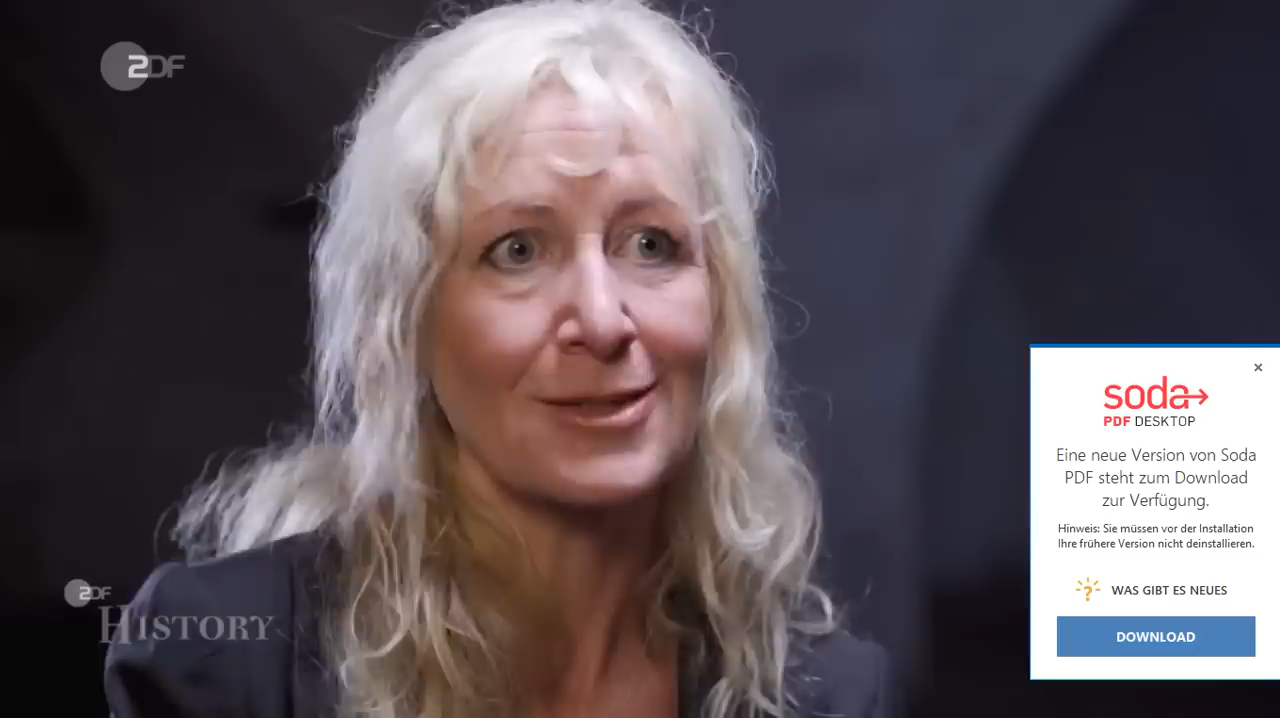 ZDF
ZDF
HISTORY
soda
PDF DESKTOP
Eine neue Version von Soda
PDF steht zum Download
zur Verfügung.
Hinweis: Sie müssen vor der Installation
Ihre frühere Version nicht deinstallieren.
WAS GIBT ES NEUES
DOWNLOAD